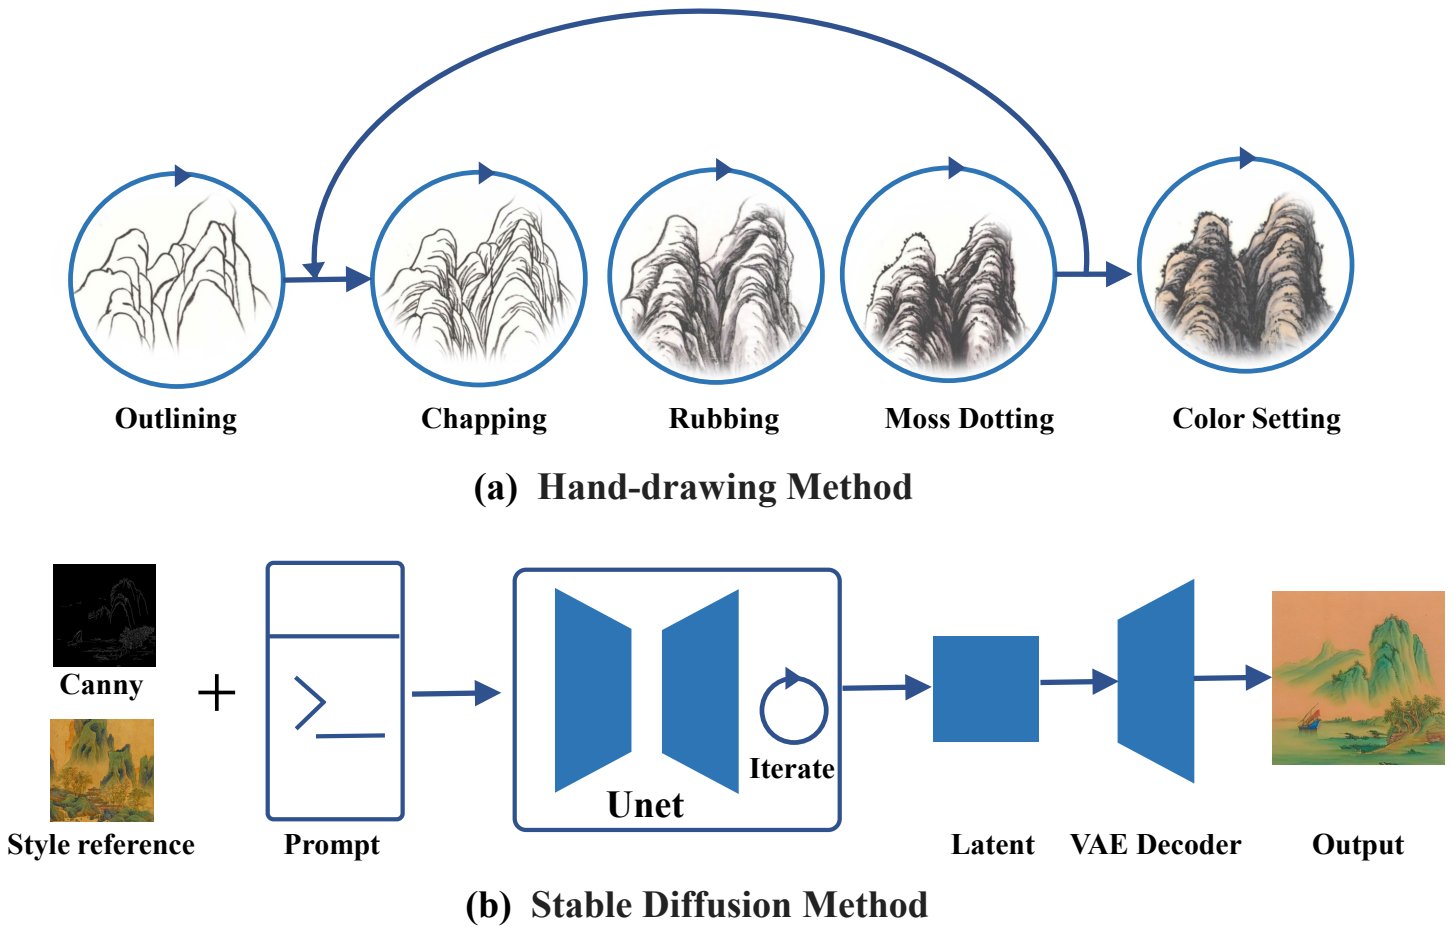 Outlining
Chapping
Rubbing
Moss Dotting
Color Setting
(a) Hand-drawing Method
Canny
Style reference
Prompt
Unet
Iterate
Latent
VAE Decoder
Output
(b) Stable Diffusion Method